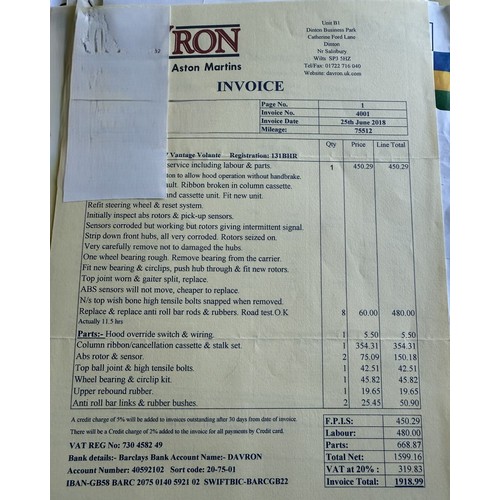 RON
Aston Martins
Unit B1
Dinton Business Park
Catherine Ford Lane
Dinton
Nr Salisbury.
Wilts SP3 5HZ
Tel/Fax: 01722 716 040
Website: davron.uk.com
INVOICE
Page No. 1
Invoice No. 4001
Invoice Date 25th June 2018
Mileage: 75512
Qty Price Line Total
Vantage Volante Registration: 131BHR
service including labour & parts. 1 450.29 450.29
to allow hood operation without handbrake.
Ribbon broken in column cassette.
and cassette unit. Fit new unit.
Refit steering wheel & reset system.
Initially inspect abs rotors & pick-up sensors.
Sensors corroded but working but rotors giving intermittent signal.
Strip down front hubs, all very corroded. Rotors seized on.
Very carefully remove not to damaged the hubs.
One wheel bearing rough. Remove bearing from the carrier.
Fit new bearing & circlips, push hub through & fit new rotors.
Top joint worn & gaiter split, replace.
ABS sensors will not move, cheaper to replace.
N/s top wish bone high tensile bolts snapped when removed.
Replace & replace anti roll bar rods & rubbers. Road test.O.K 8 60.00 480.00
Actually 11.5 hrs
Parts:- Hood override switch & wiring. 1 5.50 5.50
Column ribbon/cancellation cassette & stalk set. 1 354.31 354.31
Abs rotor & sensor. 2 75.09 150.18
Top ball joint & high tensile bolts. 1 42.51 42.51
Wheel bearing & circlip kit. 1 45.82 45.82
Upper rebound rubber. 1 19.65 19.65
Anti roll bar links & rubber bushes. 2 25.45 50.90
A credit charge of 5% will be added to invoices outstanding after 30 days from date of invoice. F.P.I.S: 450.29
There will be a Credit charge of 2% added to the invoice for all payments by Credit card. Labour: 480.00
VAT REG No: 730 4582 49 Parts: 668.87
Bank details:- Barclays Bank Account Name:- DAVRON Total Net: 1599.16
Account Number: 40592102 Sort code: 20-75-01 VAT at 20% : 319.83
IBAN-GB58 BARC 2075 0140 5921 02 SWIFTBIC-BARCGB22 Invoice Total: 1918.99